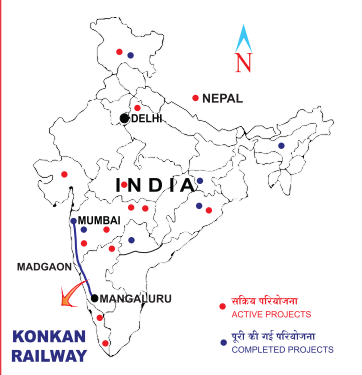 N
NEPAL
DELHI
INDIA
MUMBAI
MADGAON
MANGALURU
सक्रिय परियोजना
ACTIVE PROJECTS
पूरी की गई परियोजना
COMPLETED PROJECTS
KONKAN
RAILWAY